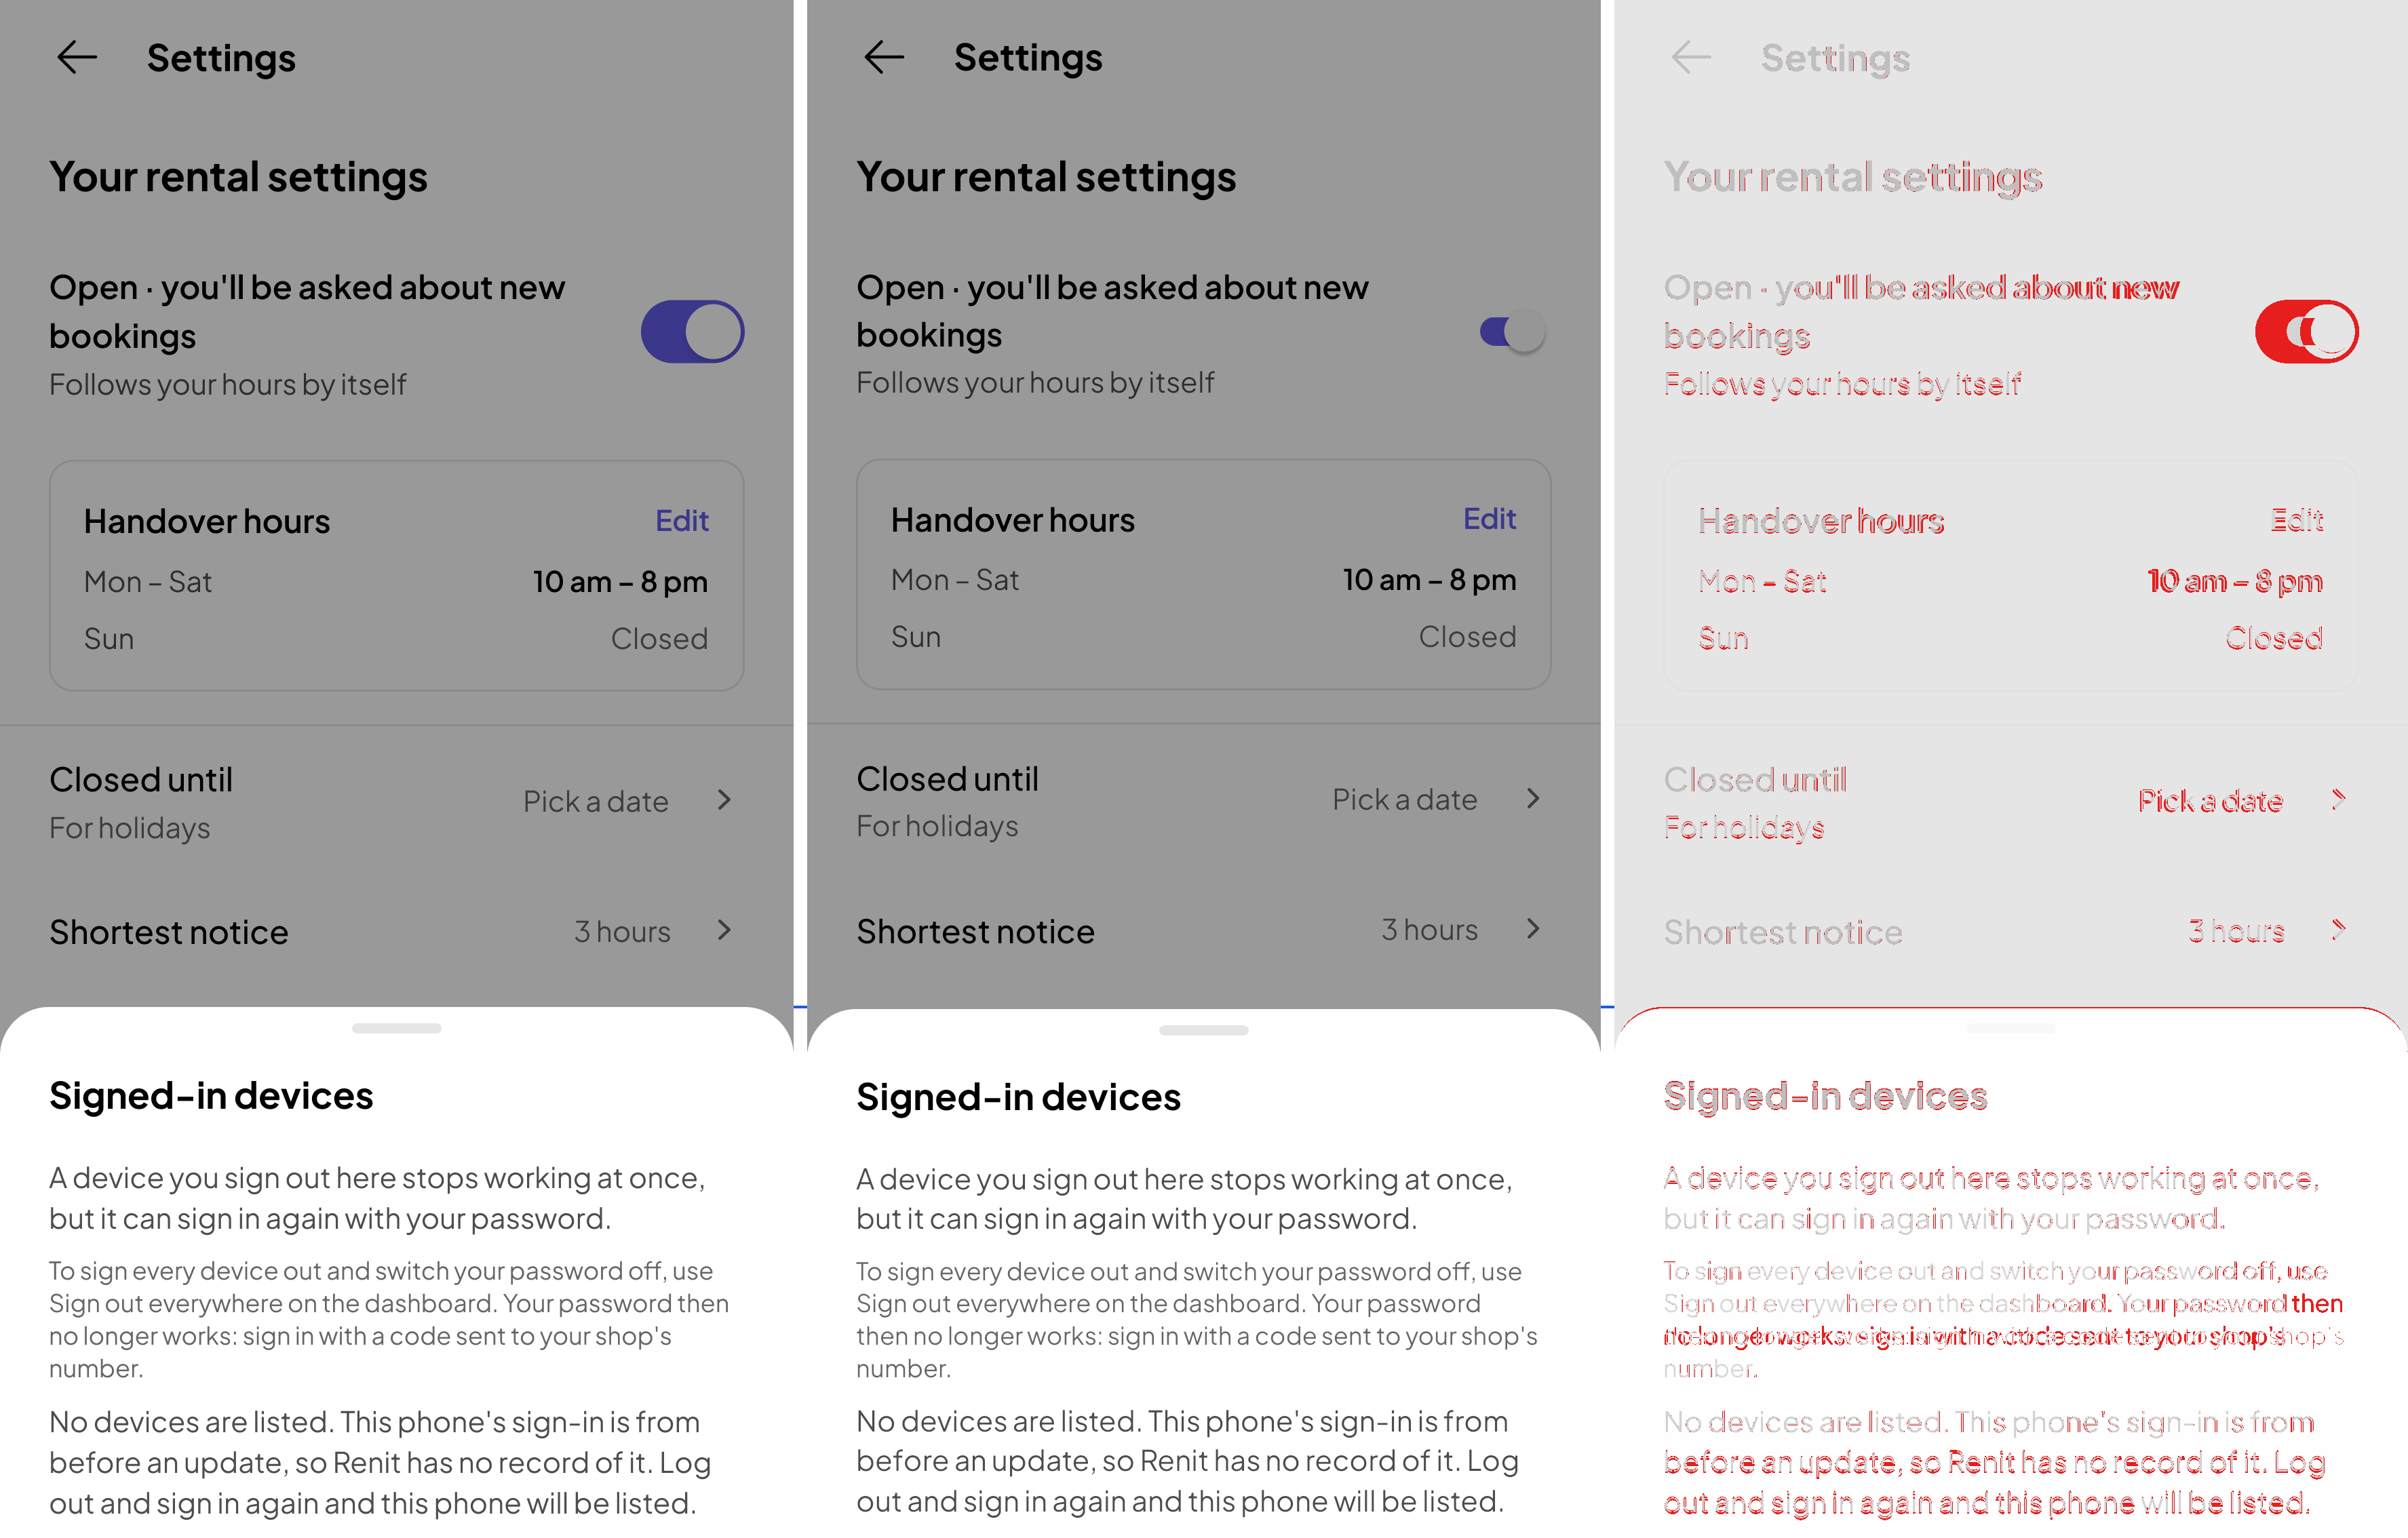 Settings
Your rental settings
Open · you'll be asked about new
bookings
Follows your hours by itself
Handover hours
Edit
Mon – Sat
10 am – 8 pm
Sun
Closed
Closed until
For holidays
Pick a date
Shortest notice
3 hours
Signed-in devices
A device you sign out here stops working at once,
but it can sign in again with your password.
To sign every device out and switch your password off, use
Sign out everywhere on the dashboard. Your password then
no longer works: sign in with a code sent to your shop's
number.
No devices are listed. This phone's sign-in is from
before an update, so Renit has no record of it. Log
out and sign in again and this phone will be listed.
Settings
Your rental settings
Open · you'll be asked about new
bookings
Follows your hours by itself
Handover hours
Edit
Mon – Sat
10 am – 8 pm
Sun
Closed
Closed until
For holidays
Pick a date
Shortest notice
3 hours
Signed-in devices
A device you sign out here stops working at once,
but it can sign in again with your password.
To sign every device out and switch your password off, use
Sign out everywhere on the dashboard. Your password
then no longer works: sign in with a code sent to your shop's
number.
No devices are listed. This phone's sign-in is from
before an update, so Renit has no record of it. Log
out and sign in again and this phone will be listed.
Settings
Your rental settings
Open · you'll be asked about new
bookings
Follows your hours by itself
Handover hours
Edit
Mon – Sat
10 am – 8 pm
Sun
Closed
Closed until
For holidays
Pick a date
Shortest notice
3 hours
Signed-in devices
A device you sign out here stops working at once,
but it can sign in again with your password.
To sign every device out and switch your password off, use
Sign out everywhere on the dashboard. Your password then
number.
No devices are listed. This phone's sign-in is from
before an update, so Renit has no record of it. Log
out and sign in again and this phone will be listed.